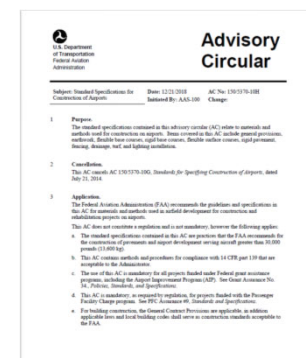 U.S. Department
of Transportation
Federal Aviation
Administration
Advisory
Circular
Subject: Standard Specifications for
Construction of Airports
Date: 12/21/2018
Initiated By: AAS-100
AC No: 150/5370-10H
Change:
1 Purpose.
The standard specifications contained in this advisory circular (AC) relate to materials and
methods used for construction on airports. Items covered in this AC include general provisions,
earthwork, flexible base courses, rigid base courses, flexible surface courses, rigid pavement,
fencing, drainage, turf, and lighting installation.
2 Cancellation.
This AC cancels AC 150/5370-10G, Standards for Specifying Construction of Airports, dated
July 21, 2014.
3 Application.
The Federal Aviation Administration (FAA) recommends the guidelines and specifications in
this AC for materials and methods used in airfield development for construction and
rehabilitation projects on airports.
This AC does not constitute a regulation and is not mandatory, however the following applies:
a. The standard specifications contained in this AC are practices that the FAA recommends for
the construction of pavements and airport development serving aircraft greater than 30,000
pounds (13,600 kg).
b. This AC contains methods and procedures for compliance with 14 CFR part 139 that are
acceptable to the Administrator.
c. The use of this AC is mandatory for all projects funded under Federal grant assistance
programs, including the Airport Improvement Program (AIP). See Grant Assurance No.
34, Policies, Standards, and Specifications.
d. This AC is mandatory, as required by regulation, for projects funded with the Passenger
Facility Charge program. See PFC Assurance #9, Standards and Specifications.
e. For building construction, the General Contract Provisions are applicable, in addition
applicable laws and local building codes shall serve as construction standards acceptable to
the FAA.